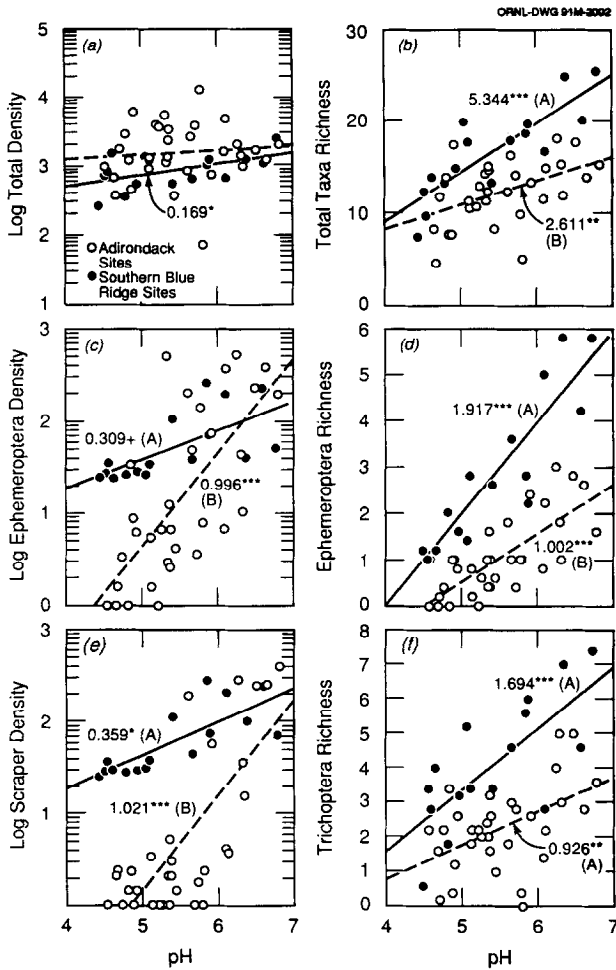 ORNL-DWG 91M-2002
(a)
Log Total Density
5
4
3
2
1
0.169*
Adirondack
Sites
Southern Blue
Ridge Sites
(b)
Total Taxa Richness
30
20
10
0
5.344*** (A)
2.611**
(B)
(c)
Log Ephemeroptera Density
3
2
1
0
0.309+ (A)
0.996***
(B)
(d)
Ephemeroptera Richness
6
5
4
3
2
1
0
1.917*** (A)
1.002***
(B)
(e)
Log Scraper Density
3
2
1
0
0.359* (A)
1.021*** (B)
4 5 6 7
pH
(f)
Trichoptera Richness
8
7
6
5
4
3
2
1
0
1.694*** (A)
0.926**
(A)
4 5 6 7
pH